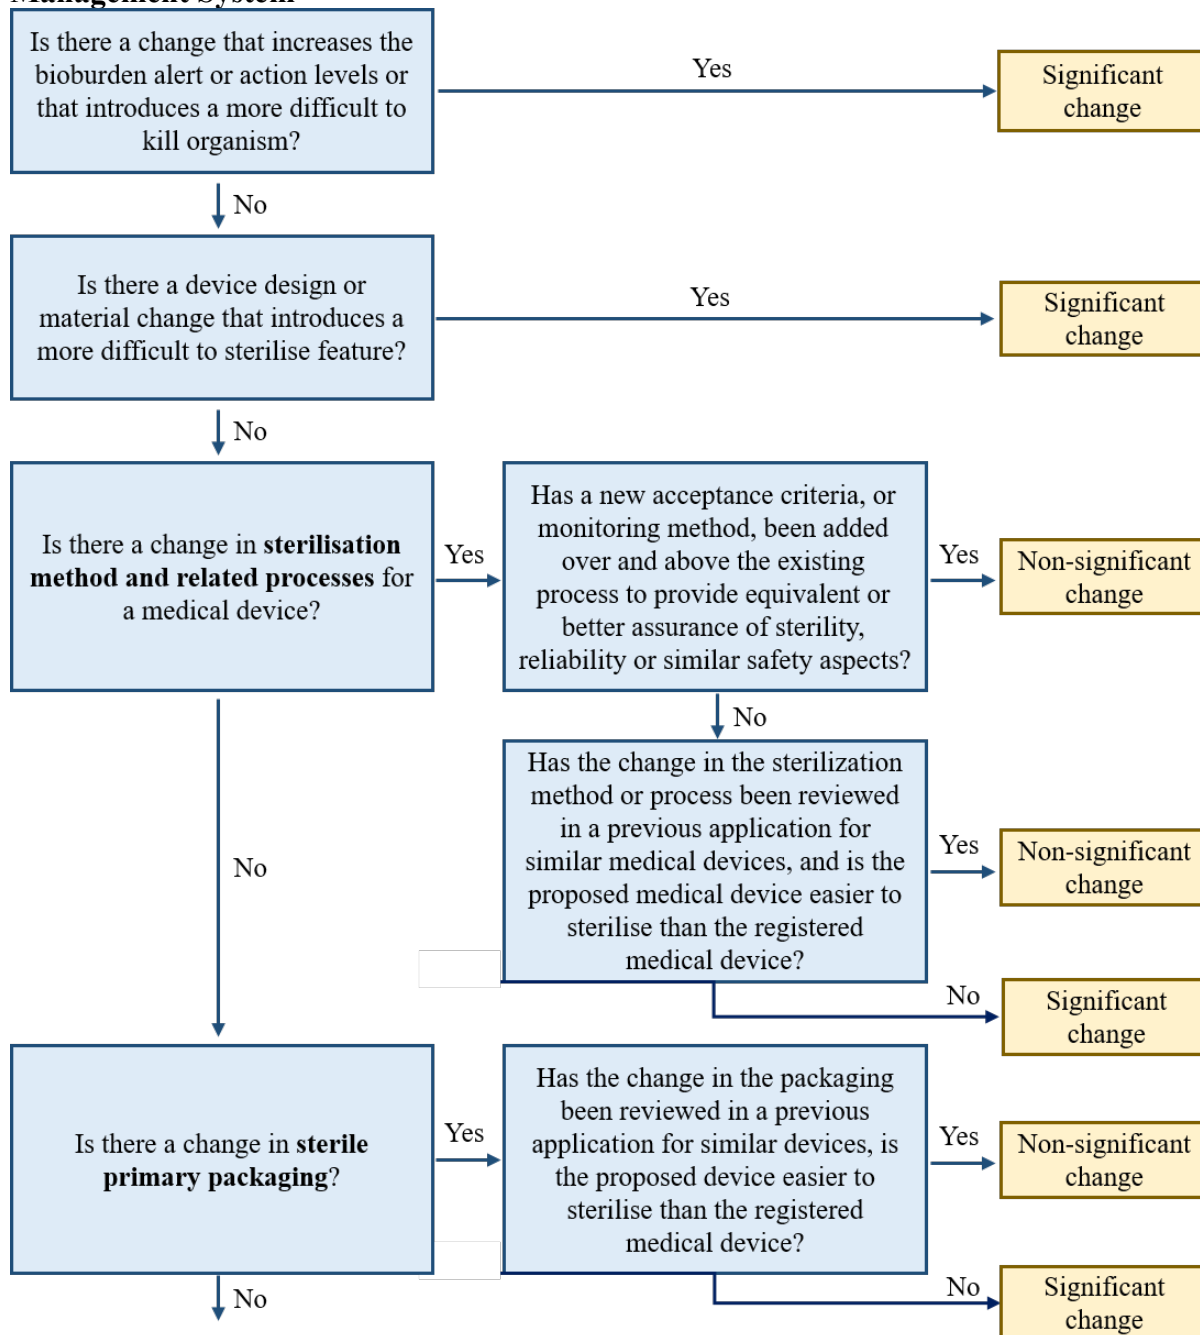 Management System
Is there a change that increases the
bioburden alert or action levels or
that introduces a more difficult to
kill organism?
Yes
Significant
change
No
Is there a device design or
material change that introduces a
more difficult to sterilise feature?
Yes
Significant
change
No
Is there a change in sterilisation
method and related processes for
a medical device?
Yes
Has a new acceptance criteria, or
monitoring method, been added
over and above the existing
process to provide equivalent or
better assurance of sterility,
reliability or similar safety aspects?
Yes
Non-significant
change
No
Has the change in the sterilization
method or process been reviewed
in a previous application for
similar medical devices, and is the
proposed medical device easier to
sterilise than the registered
medical device?
Yes
Non-significant
change
No
Significant
change
No
Is there a change in sterile
primary packaging?
Yes
Has the change in the packaging
been reviewed in a previous
application for similar devices, is
the proposed device easier to
sterilise than the registered
medical device?
Yes
Non-significant
change
No
Significant
change
No